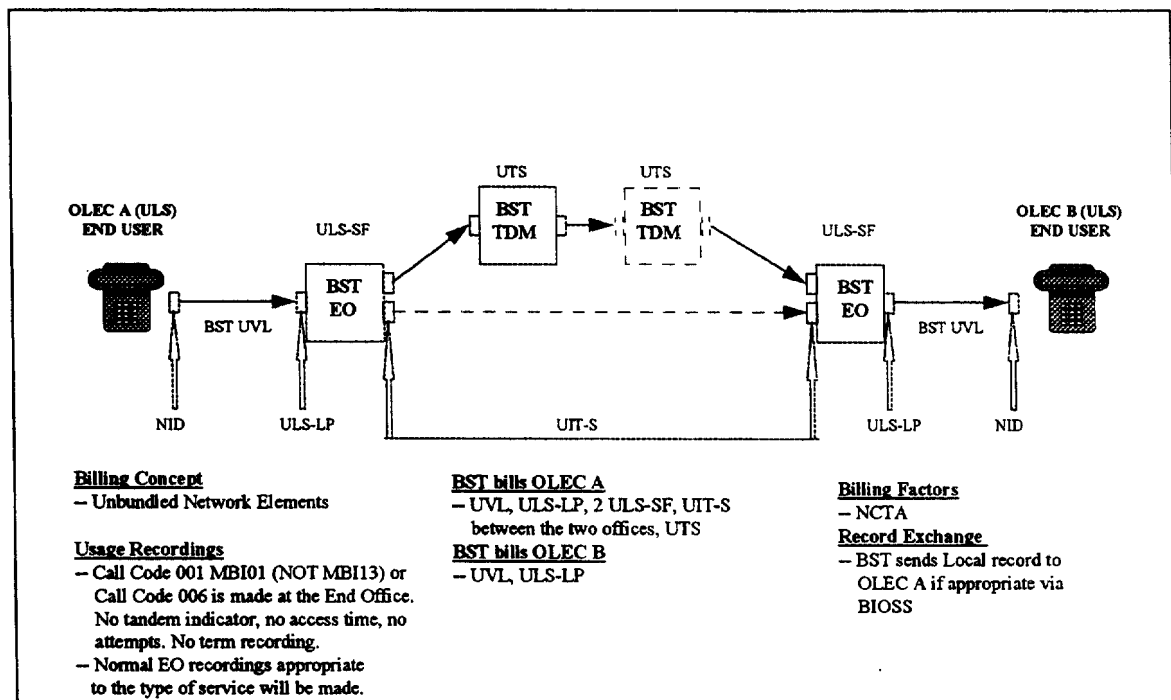 UTS
UTS
OLEC A (ULS)
END USER
ULS-SF
BST
TDM
BST
TDM
ULS-SF
OLEC B (ULS)
END USER
BST
EO
BST
EO
BST UVL
BST UVL
NID
ULS-LP
UIT-S
ULS-LP
NID
Billing Concept
– Unbundled Network Elements
Usage Recordings
– Call Code 001 MBI01 (NOT MBI13) or
Call Code 006 is made at the End Office.
No tandem indicator, no access time, no
attempts. No term recording.
– Normal EO recordings appropriate
to the type of service will be made.
BST bills OLEC A
– UVL, ULS-LP, 2 ULS-SF, UIT-S
between the two offices, UTS
BST bills OLEC B
– UVL, ULS-LP
Billing Factors
– NCTA
Record Exchange
– BST sends Local record to
OLEC A if appropriate via
BIOSS